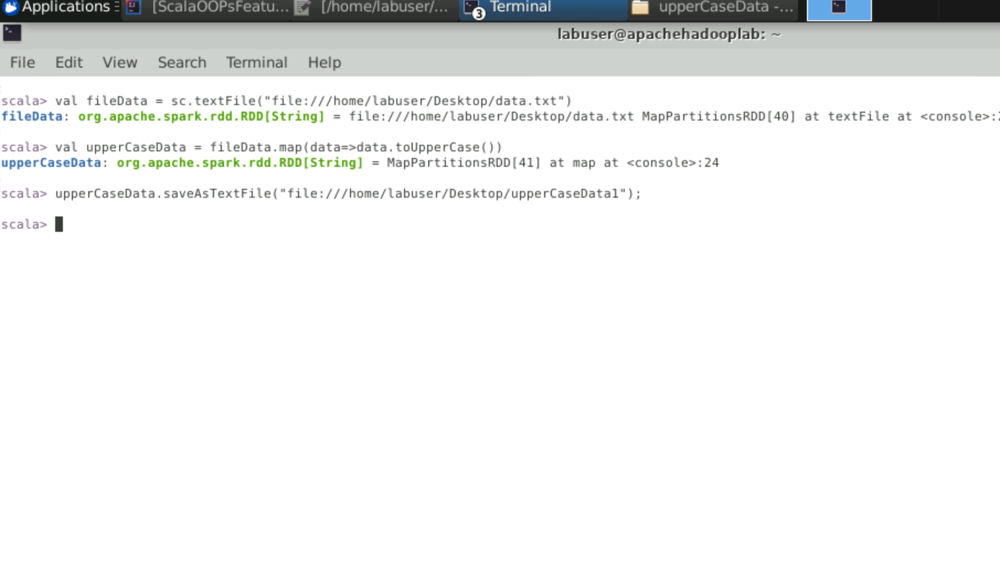 Applications
[ScalaOOPsFeatu...
[/home/labuser/...
3
Terminal
upperCaseData -...
labuser@apachehadooplab: ~
File Edit View Search Terminal Help
scala> val fileData = sc.textFile("file:///home/labuser/Desktop/data.txt")
fileData: org.apache.spark.rdd.RDD[String] = file:///home/labuser/Desktop/data.txt MapPartitionsRDD[40] at textFile at <console>:
scala> val upperCaseData = fileData.map(data=>data.toUpperCase())
upperCaseData: org.apache.spark.rdd.RDD[String] = MapPartitionsRDD[41] at map at <console>:24
scala> upperCaseData.saveAsTextFile("file:///home/labuser/Desktop/upperCaseData1");
scala>